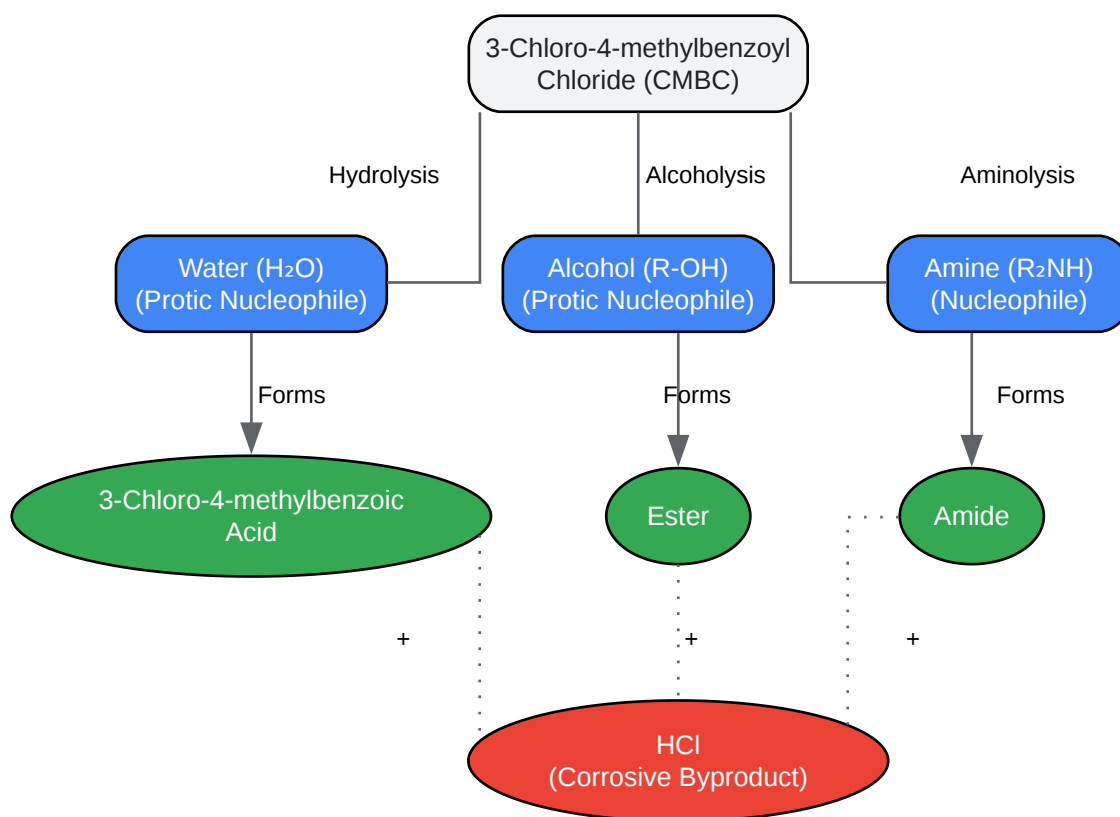 3-Chloro-4-methylbenzoyl
Chloride (CMBC)
Hydrolysis
Alcoholysis
Aminolysis
Water (H₂O)
(Protic Nucleophile)
Alcohol (R-OH)
(Protic Nucleophile)
Amine (R₂NH)
(Nucleophile)
Forms
Forms
Forms
3-Chloro-4-methylbenzoic
Acid
Ester
Amide
+
+
+
HCl
(Corrosive Byproduct)